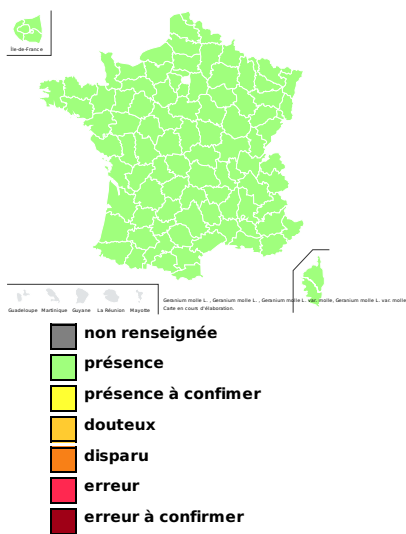 Île-de-France
Guadeloupe Martinique Guyane La Réunion Mayotte
Geranium molle L. , Geranium molle L. , Geranium molle L. var. molle, Geranium molle L. var. molle
Carte en cours d'élaboration.
non renseignée
présence
présence à confimer
douteux
disparu
erreur
erreur à confirmer